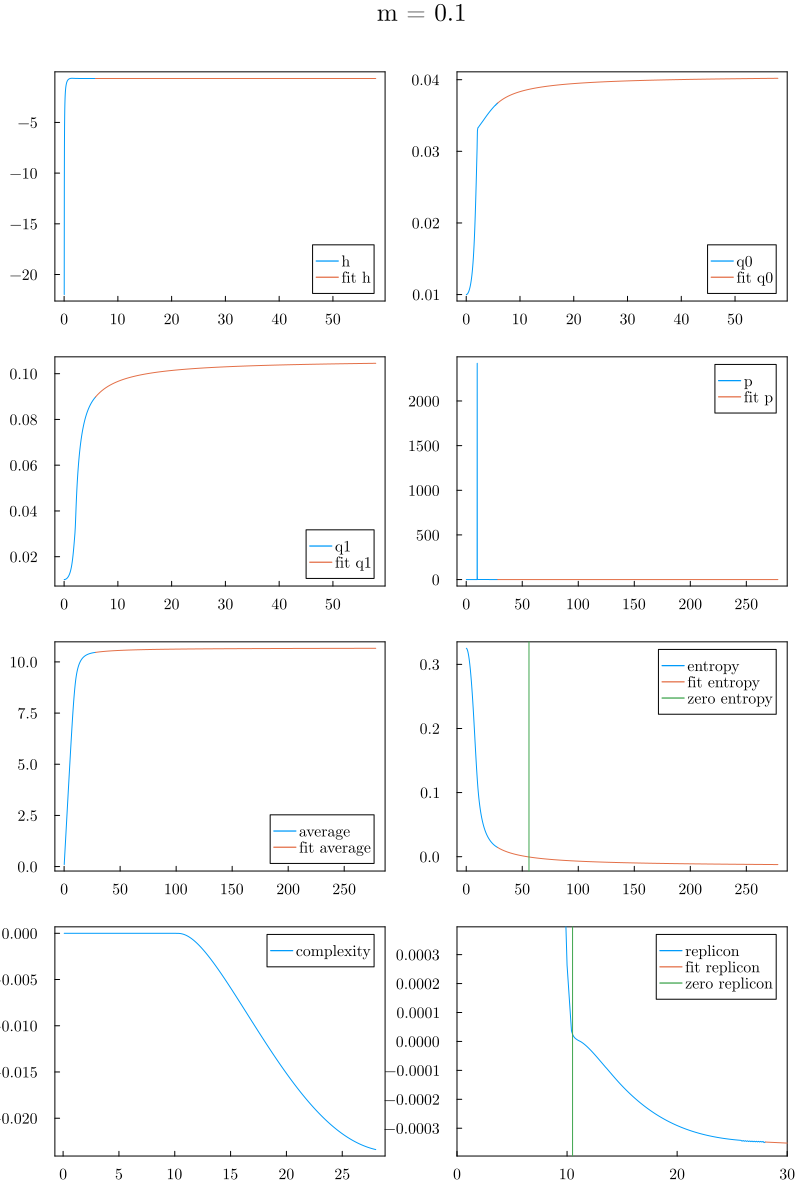 m = 0.1
−5
−10
−15
−20
0 10 20 30 40 50
h
fit h
0.04
0.03
0.02
0.01
0 10 20 30 40 50
q0
fit q0
0.10
0.08
0.06
0.04
0.02
0 10 20 30 40 50
q1
fit q1
2000
1500
1000
500
0
0 50 100 150 200 250
p
fit p
10.0
7.5
5.0
2.5
0.0
0 50 100 150 200 250
average
fit average
0.3
0.2
0.1
0.0
0 50 100 150 200 250
entropy
fit entropy
zero entropy
0.000
.005
.010
.015
.020
0 5 10 15 20 25
complexity
0.0003
0.0002
0.0001
0.0000
−0.0001
−0.0002
−0.0003
0 10 20 30
replicon
fit replicon
zero replicon